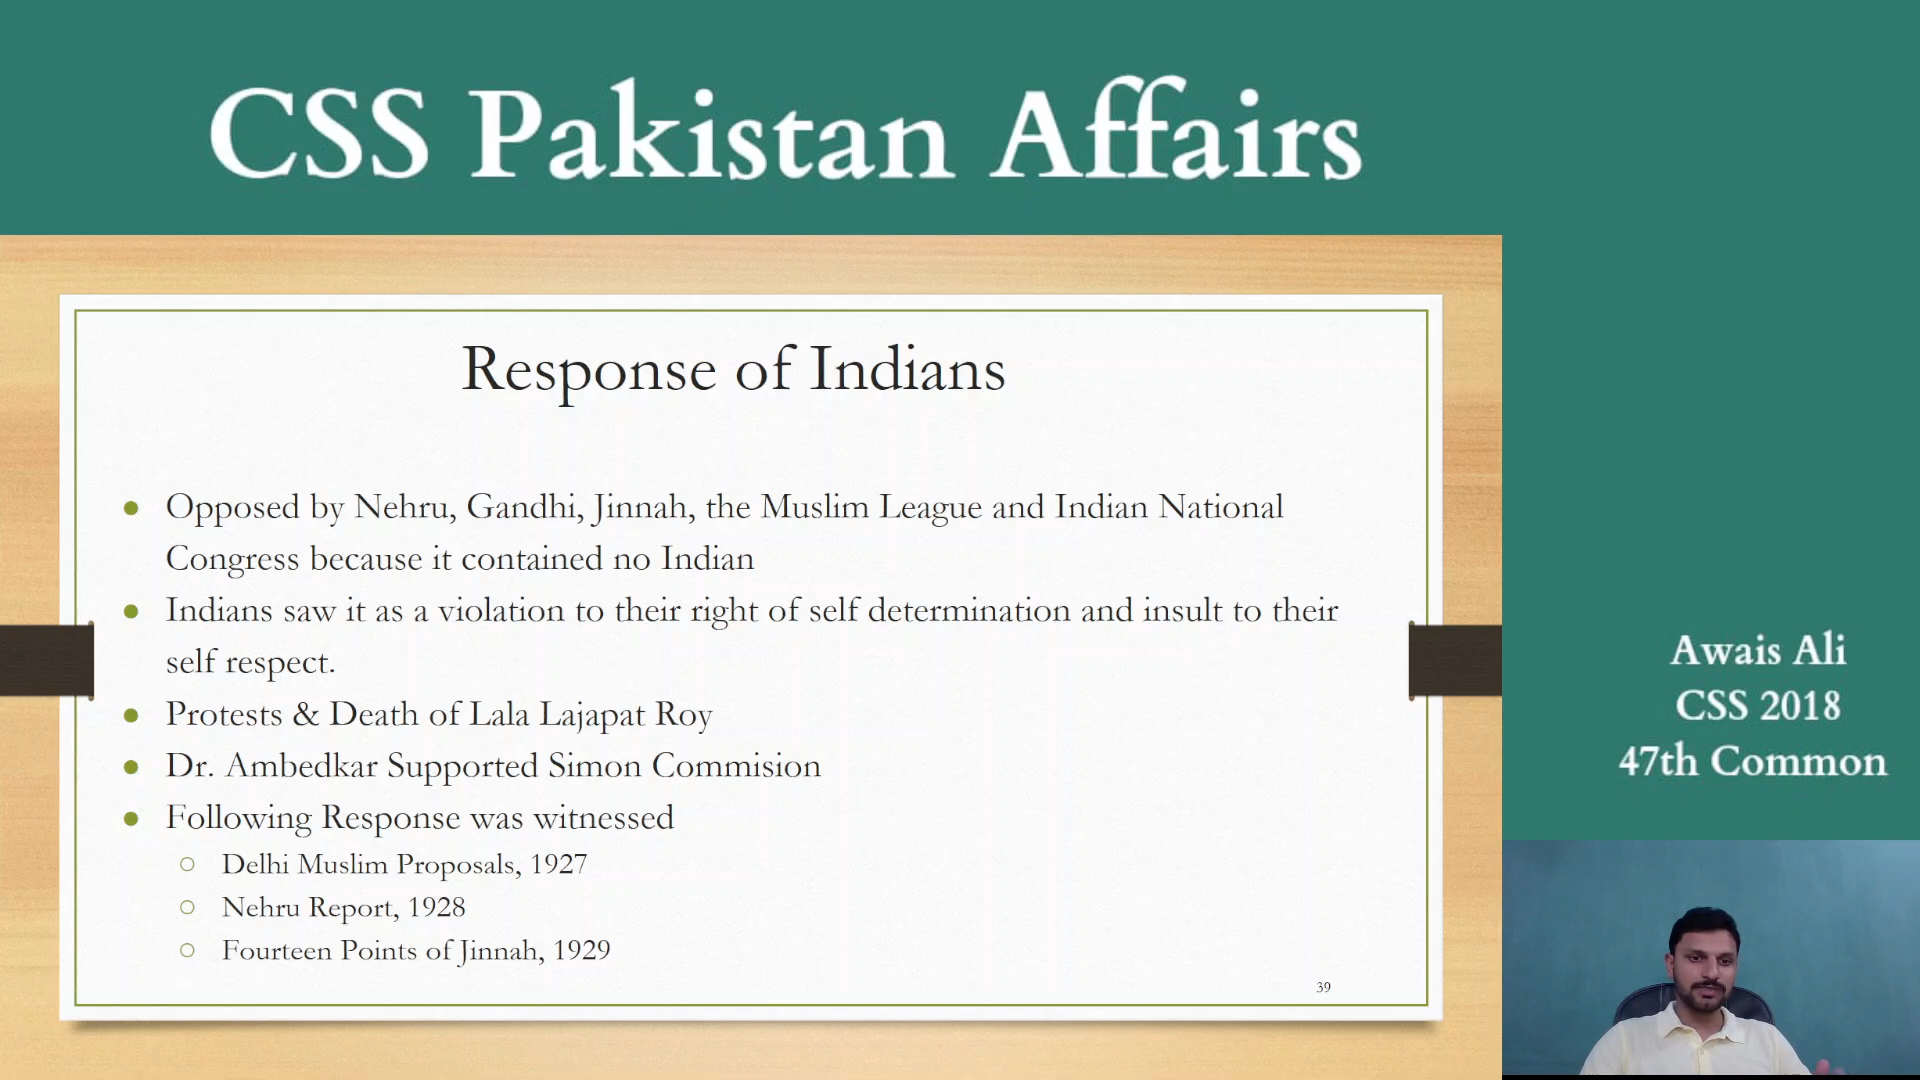 CSS Pakistan Affairs
Response of Indians
● Opposed by Nehru, Gandhi, Jinnah, the Muslim League and Indian National
Congress because it contained no Indian
● Indians saw it as a violation to their right of self determination and insult to their
self respect.
● Protests & Death of Lala Lajapat Roy
● Dr. Ambedkar Supported Simon Commision
● Following Response was witnessed
○ Delhi Muslim Proposals, 1927
○ Nehru Report, 1928
○ Fourteen Points of Jinnah, 1929
39
Awais Ali
CSS 2018
47th Common